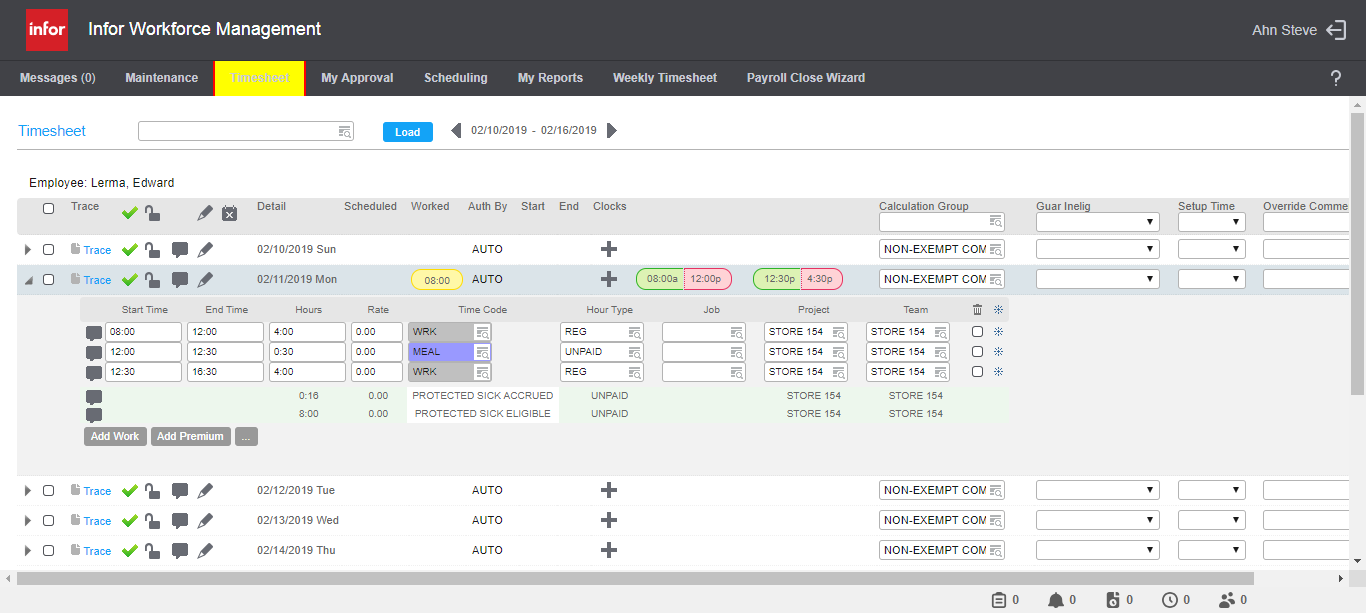 infor Infor Workforce Management Ahn Steve
Messages (0) Maintenance Timesheet My Approval Scheduling My Reports Weekly Timesheet Payroll Close Wizard ?
Timesheet Load 02/10/2019 - 02/16/2019
Employee: Lerma, Edward
Trace Detail Scheduled Worked Auth By Start End Clocks Calculation Group Guar Inelig Setup Time Override Comme
Trace 02/10/2019 Sun AUTO NON-EXEMPT COM
Trace 02/11/2019 Mon 08:00 AUTO 08:00a 12:00p 12:30p 4:30p NON-EXEMPT COM
Start Time End Time Hours Rate Time Code Hour Type Job Project Team
08:00 12:00 4:00 0.00 WRK REG STORE 154 STORE 154
12:00 12:30 0:30 0.00 MEAL UNPAID STORE 154 STORE 154
12:30 16:30 4:00 0.00 WRK REG STORE 154 STORE 154
0:16 0.00 PROTECTED SICK ACCRUED UNPAID STORE 154 STORE 154
8:00 0.00 PROTECTED SICK ELIGIBLE UNPAID STORE 154 STORE 154
Add Work Add Premium ...
Trace 02/12/2019 Tue AUTO NON-EXEMPT COM
Trace 02/13/2019 Wed AUTO NON-EXEMPT COM
Trace 02/14/2019 Thu AUTO NON-EXEMPT COM
0 0 0 0 0